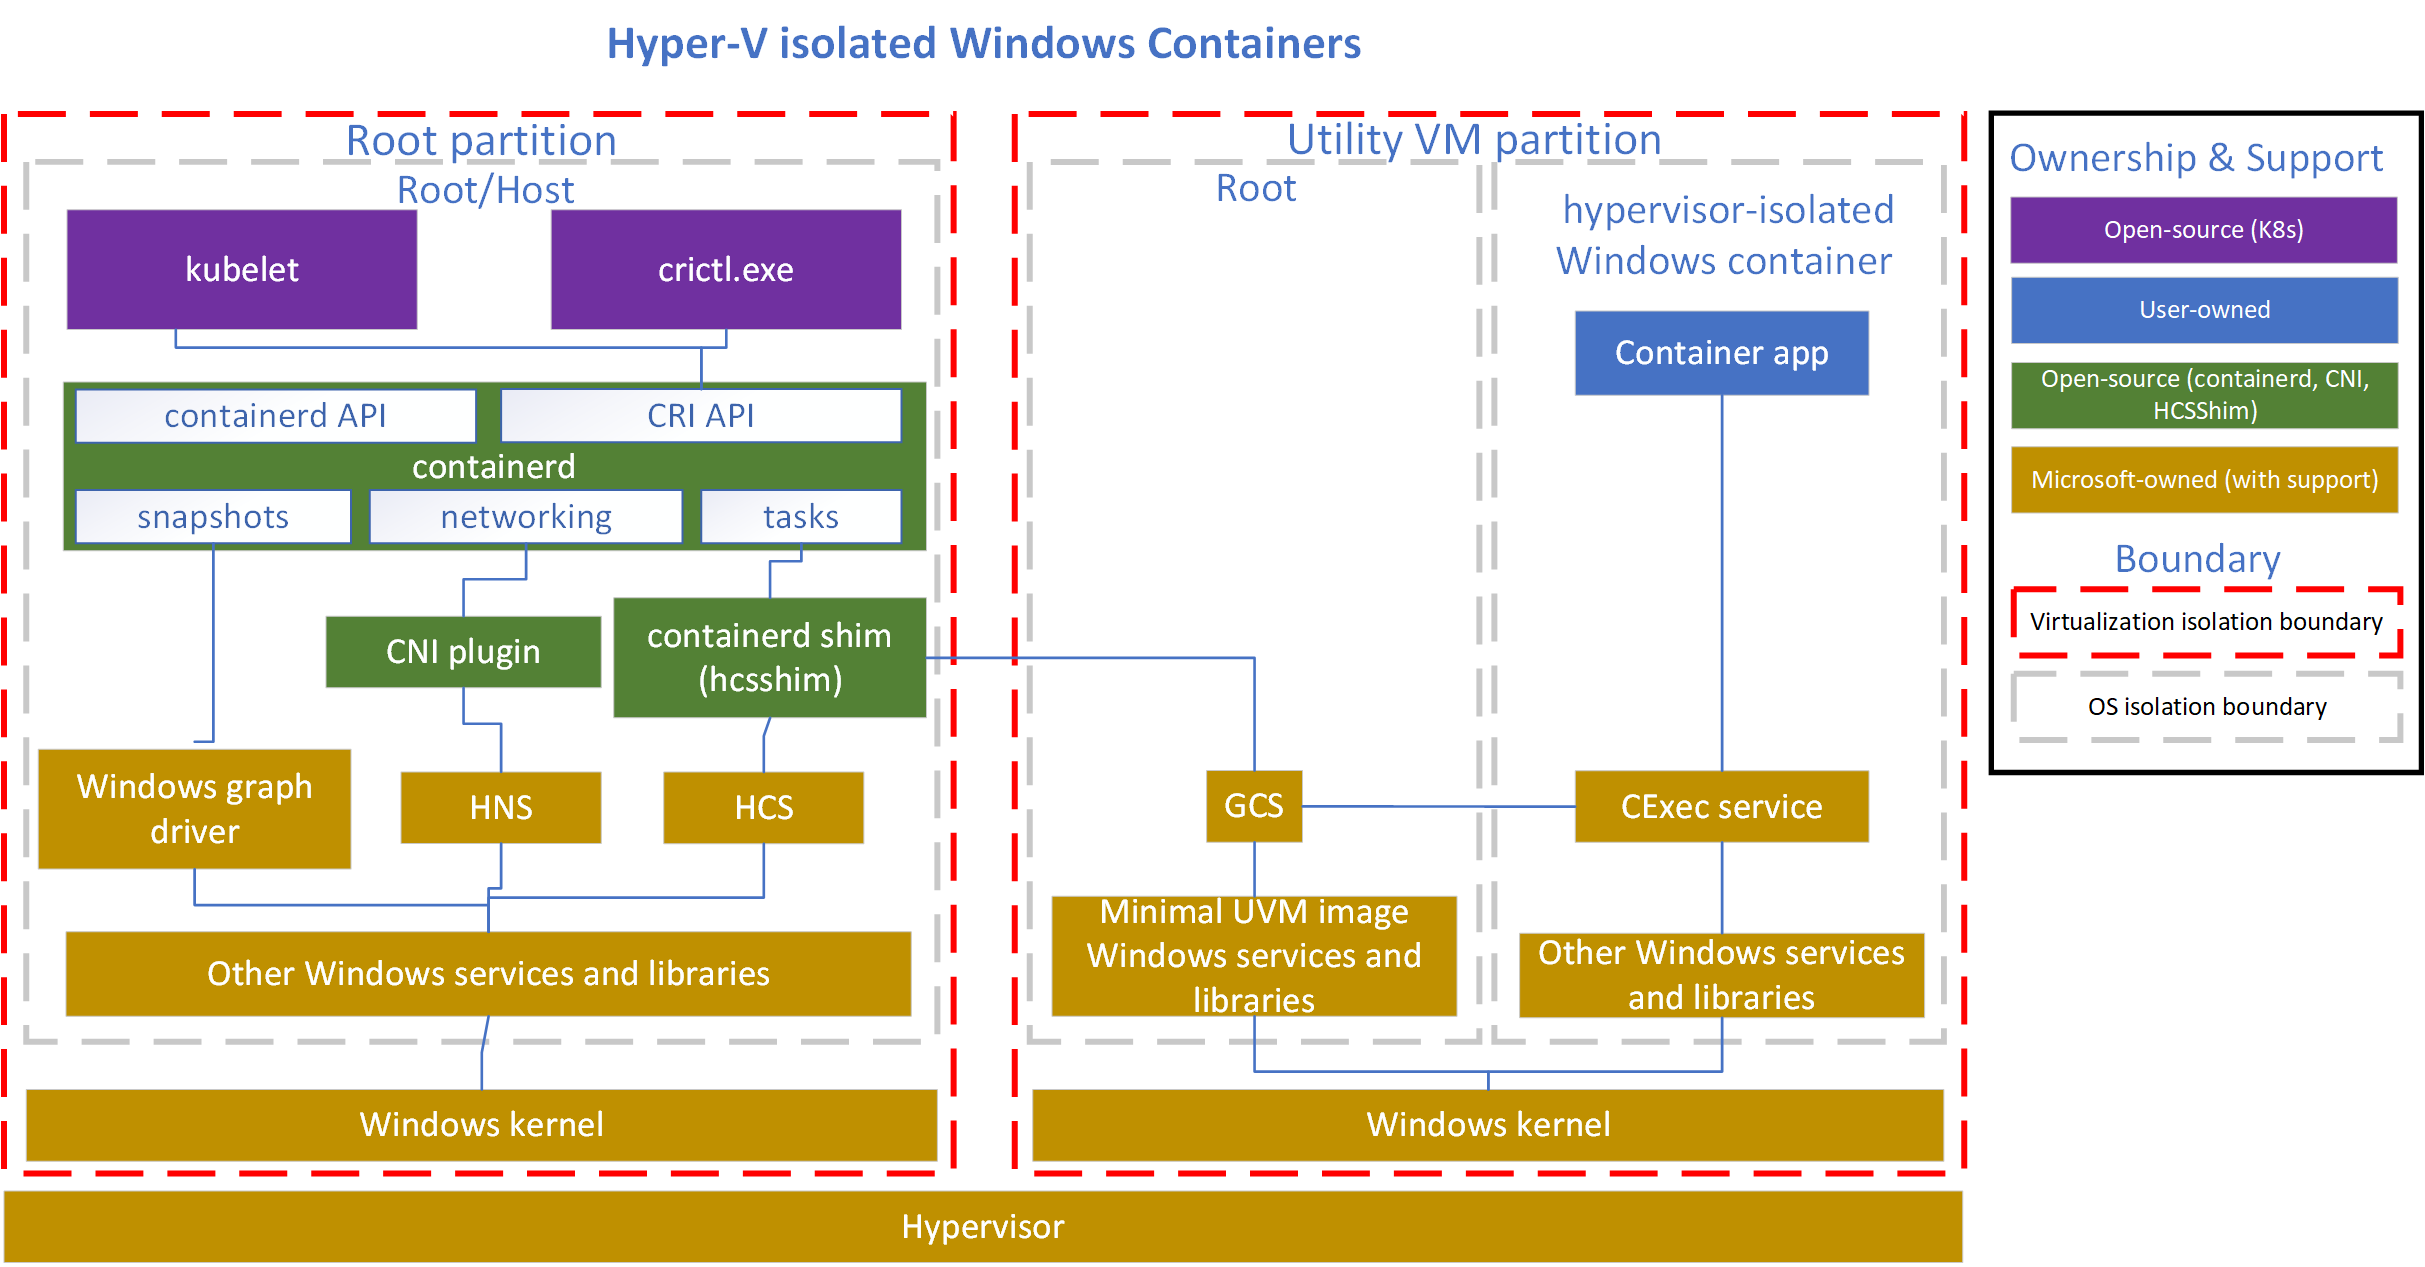 Hyper-V isolated Windows Containers
Root partition
Root/Host
kubelet
crictl.exe
containerd API
CRI API
containerd
snapshots
networking
tasks
CNI plugin
containerd shim
(hcsshim)
Windows graph
driver
HNS
HCS
Other Windows services and libraries
Windows kernel
Utility VM partition
Root
hypervisor-isolated
Windows container
Container app
GCS
CExec service
Minimal UVM image
Windows services and
libraries
Other Windows services
and libraries
Windows kernel
Hypervisor
Ownership & Support
Open-source (K8s)
User-owned
Open-source (containerd, CNI,
HCSShim)
Microsoft-owned (with support)
Boundary
Virtualization isolation boundary
OS isolation boundary